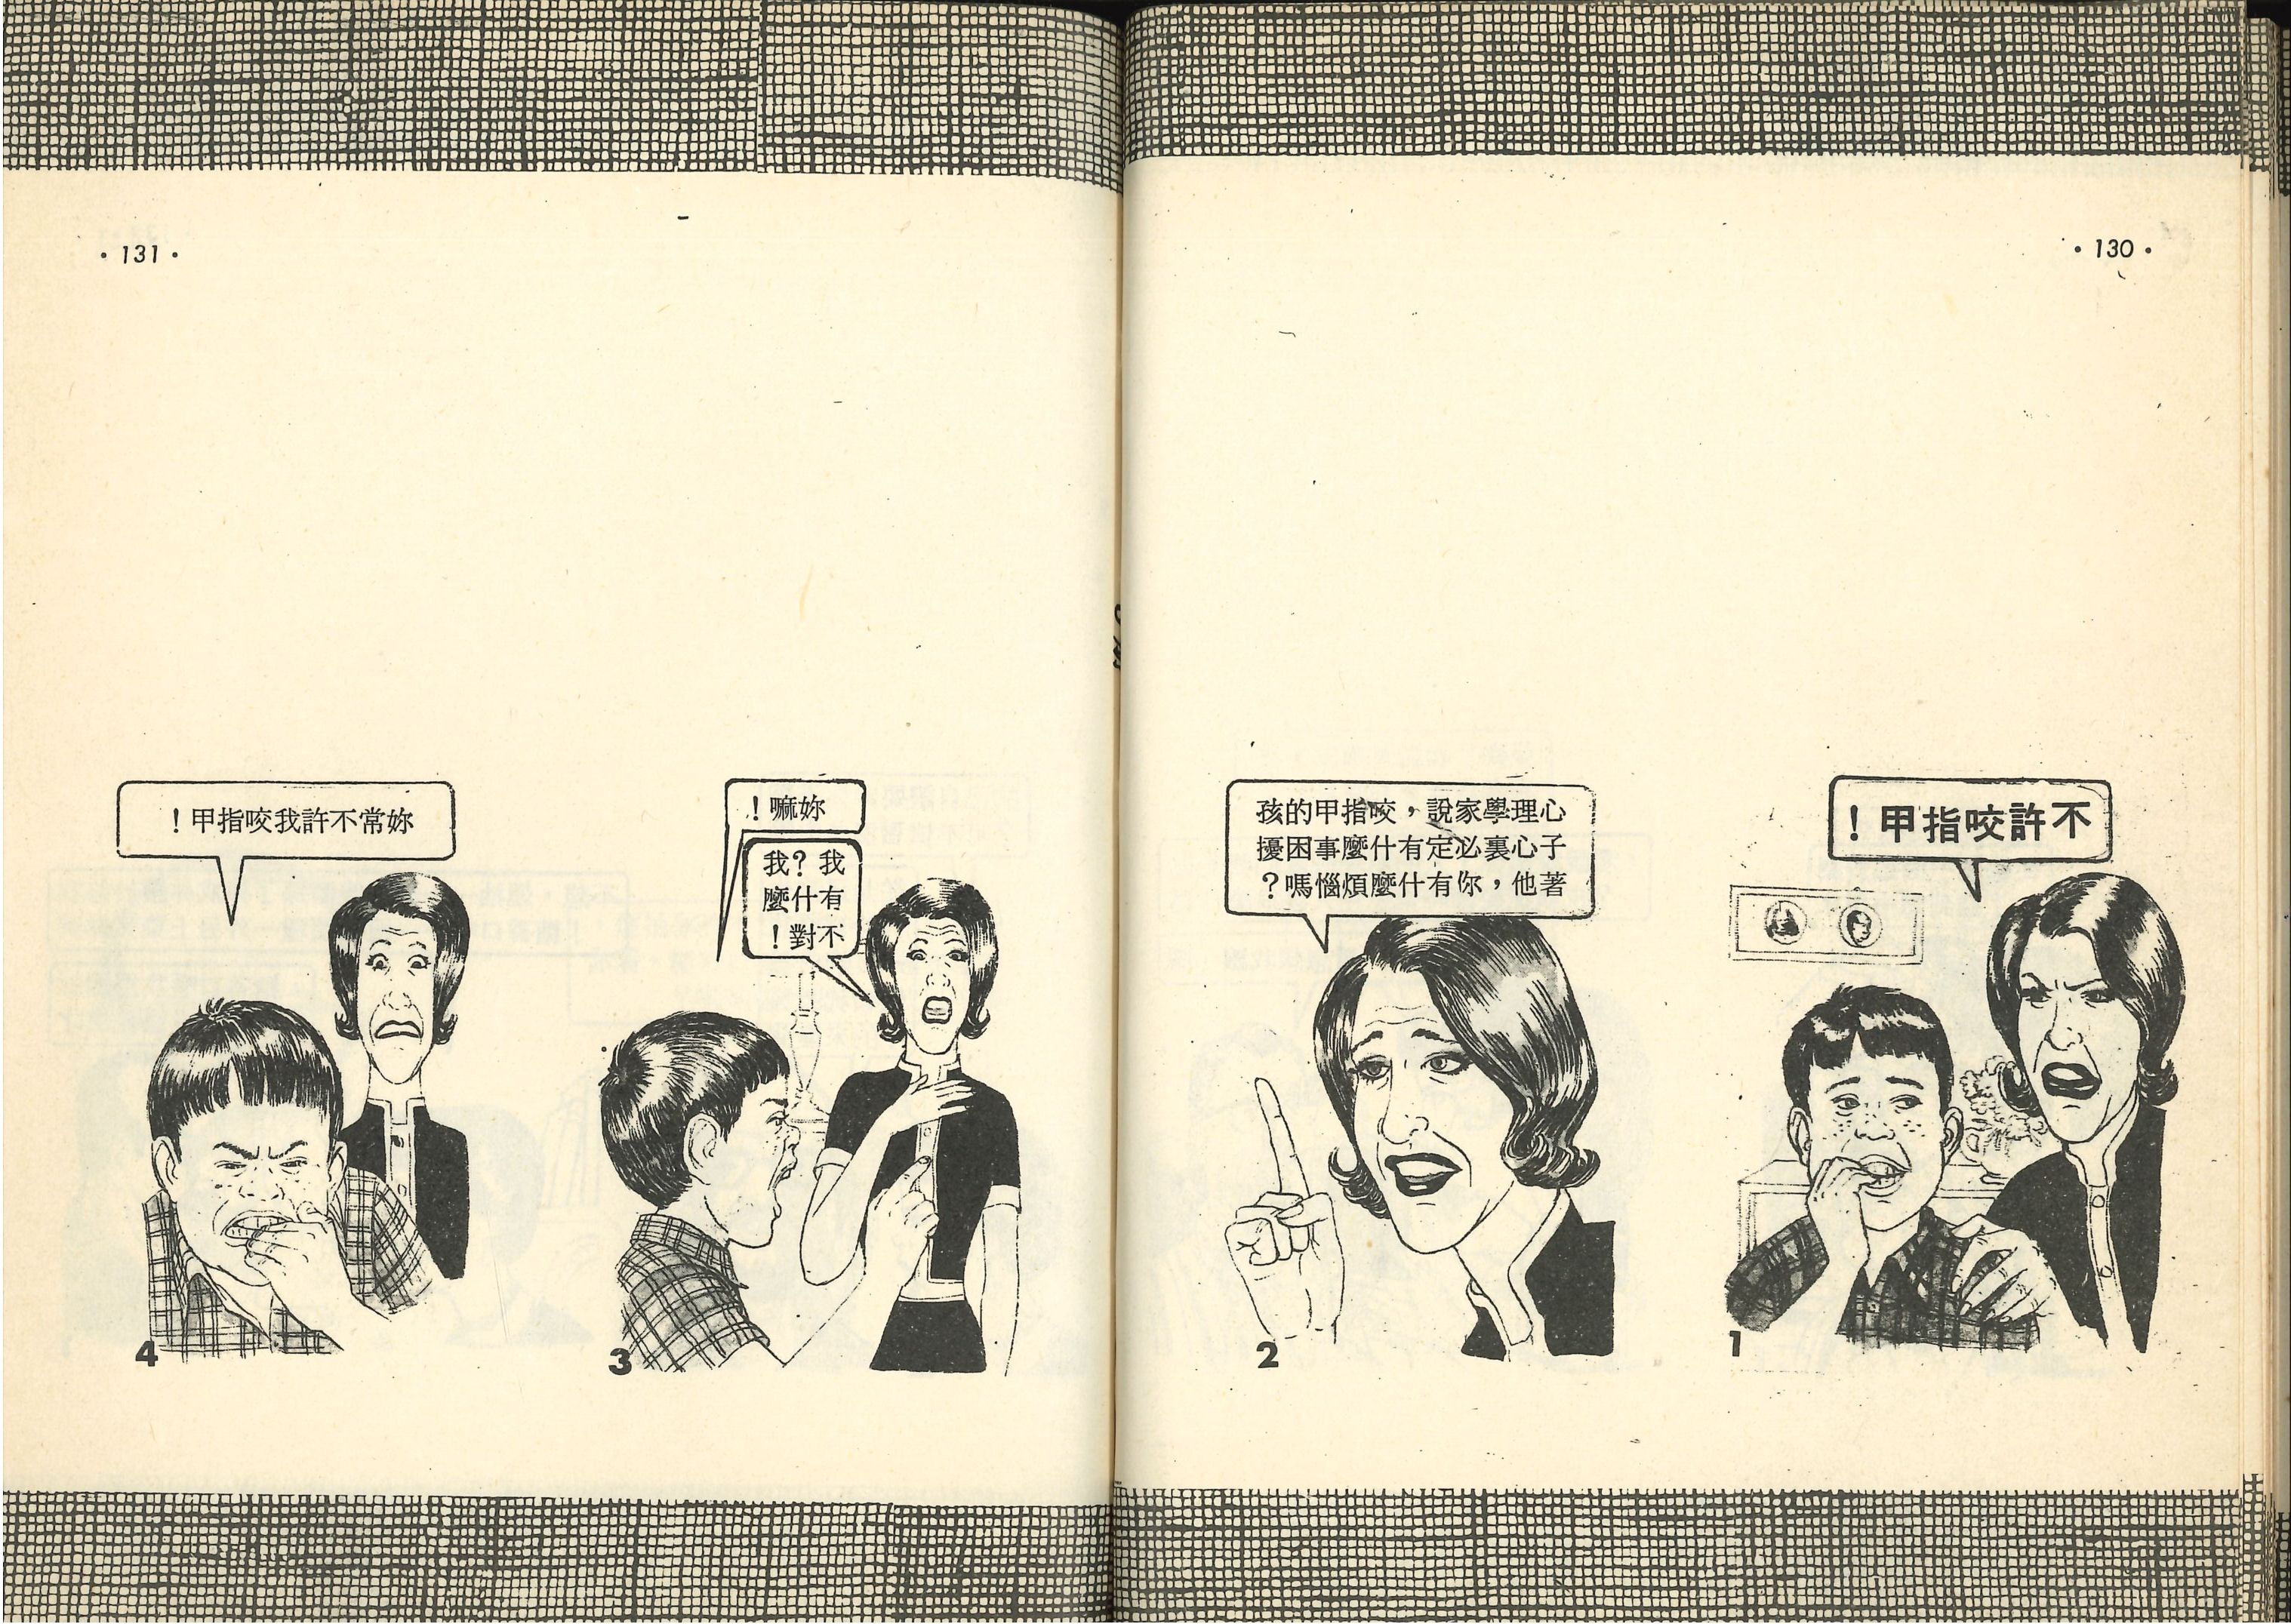 ·130·
不許咬指甲！
1
心理學家說，咬指甲的孩
子心裏必定有什麼事困擾
著他，你有什麼煩惱嗎？
2
·131·
妳嘛！
我？我
有什麼
不對！
3
妳常不許我咬指甲！
4